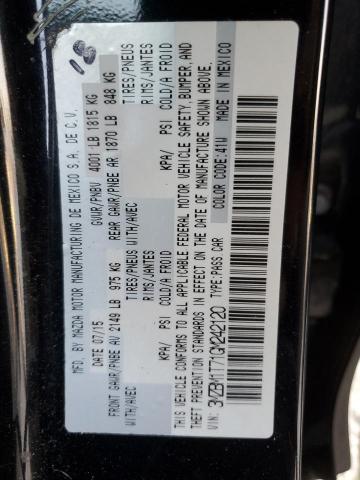 18
MFD. BY MAZDA MOTOR MANUFACTURING DE MEXICO S.A. DE C.V.
DATE 07/15 GVWR/PNBV 4001 LB 1815 KG
FRONT GAWR/PNBE AV 2149 LB 975 KG REAR GAWR/PNBE AR 1870 LB 848 KG
WITH/AVEC TIRES/PNEUS WITH/AVEC TIRES/PNEUS
RIMS/JANTES RIMS/JANTES
KPA/ PSI COLD/A FROID KPA/ PSI COLD/A FROID
THIS VEHICLE CONFORMS TO ALL APPLICABLE FEDERAL MOTOR VEHICLE SAFETY, BUMPER, AND
THEFT PREVENTION STANDARDS IN EFFECT ON THE DATE OF MANUFACTURE SHOWN ABOVE.
VIN: 3MZBM1T71GM242120 TYPE: PASS CAR COLOR CODE: 41W MADE IN MEXICO